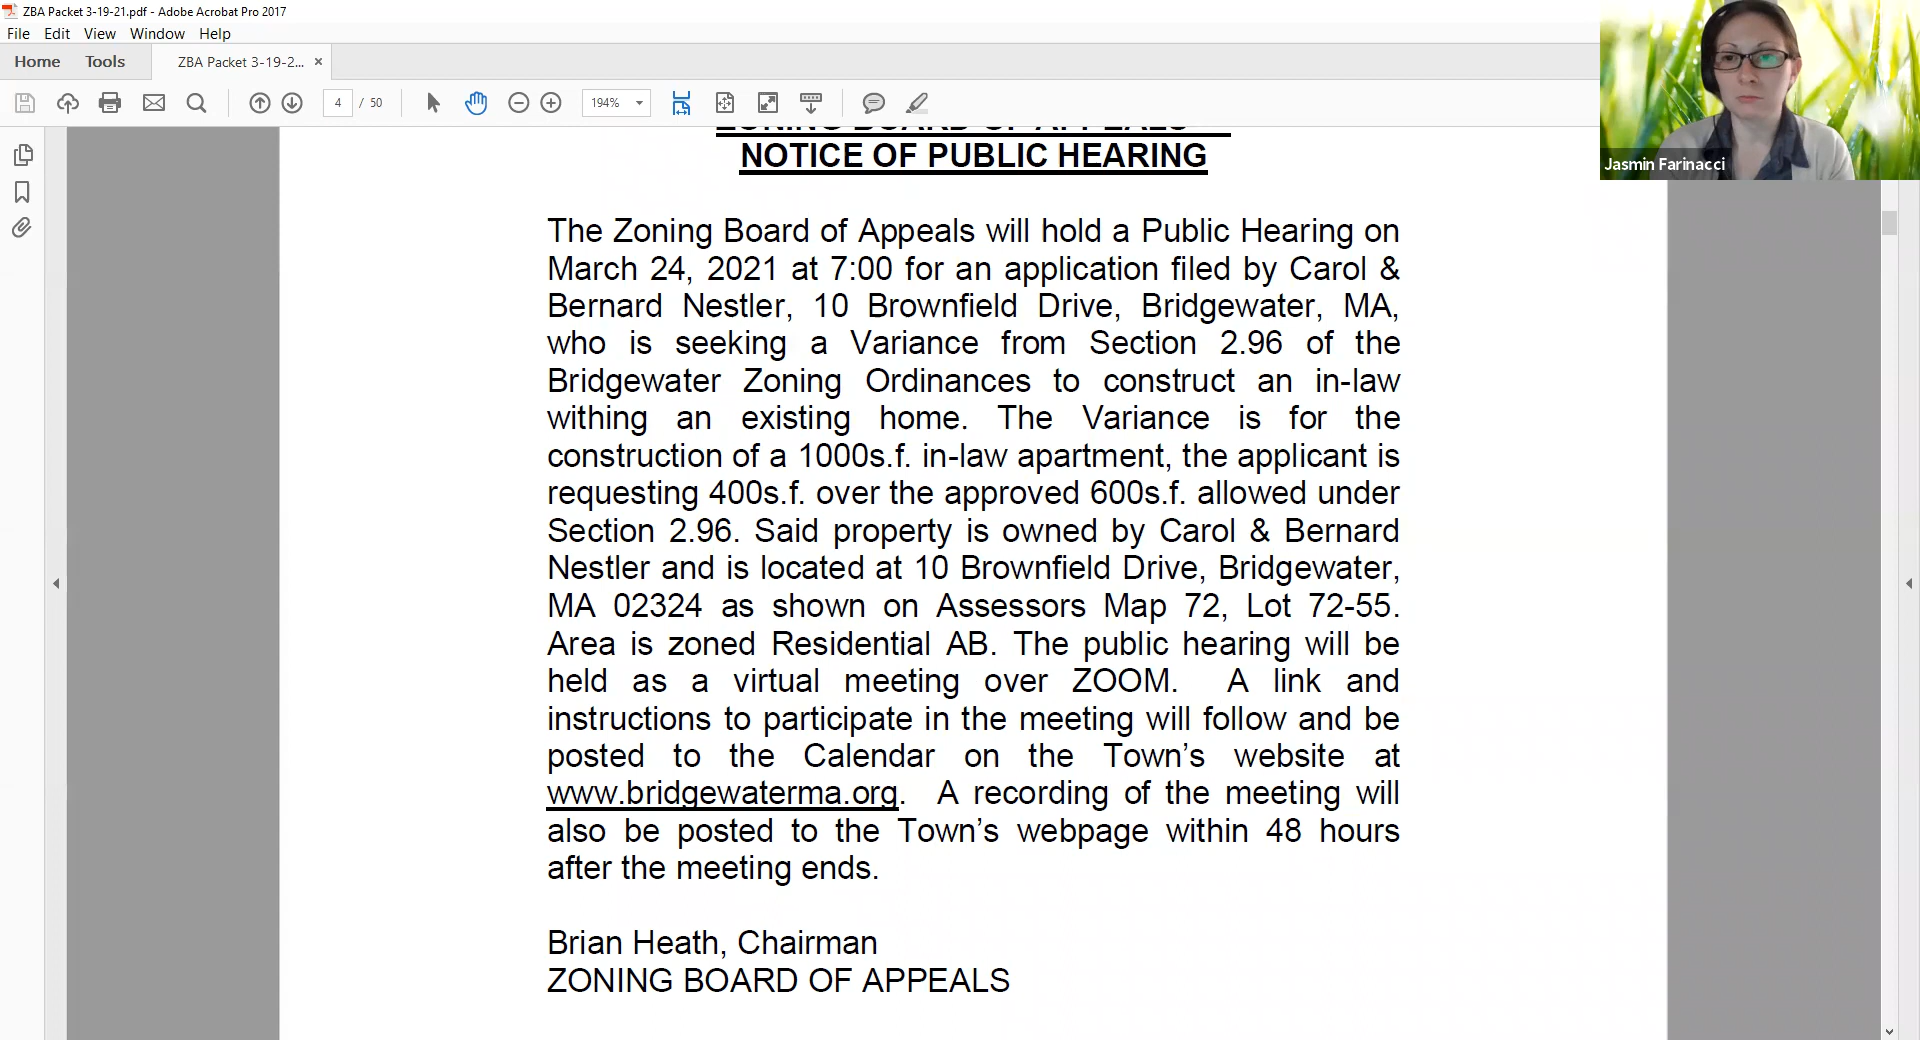 ZBA Packet 3-19-21.pdf - Adobe Acrobat Pro 2017
File Edit View Window Help
Home Tools ZBA Packet 3-19-2... ×
4 / 50 194%
Jasmin Farinacci
ZONING BOARD OF APPEALS
NOTICE OF PUBLIC HEARING
The Zoning Board of Appeals will hold a Public Hearing on
March 24, 2021 at 7:00 for an application filed by Carol &
Bernard Nestler, 10 Brownfield Drive, Bridgewater, MA,
who is seeking a Variance from Section 2.96 of the
Bridgewater Zoning Ordinances to construct an in-law
withing an existing home. The Variance is for the
construction of a 1000s.f. in-law apartment, the applicant is
requesting 400s.f. over the approved 600s.f. allowed under
Section 2.96. Said property is owned by Carol & Bernard
Nestler and is located at 10 Brownfield Drive, Bridgewater,
MA 02324 as shown on Assessors Map 72, Lot 72-55.
Area is zoned Residential AB. The public hearing will be
held as a virtual meeting over ZOOM. A link and
instructions to participate in the meeting will follow and be
posted to the Calendar on the Town’s website at
www.bridgewaterma.org. A recording of the meeting will
also be posted to the Town’s webpage within 48 hours
after the meeting ends.
Brian Heath, Chairman
ZONING BOARD OF APPEALS